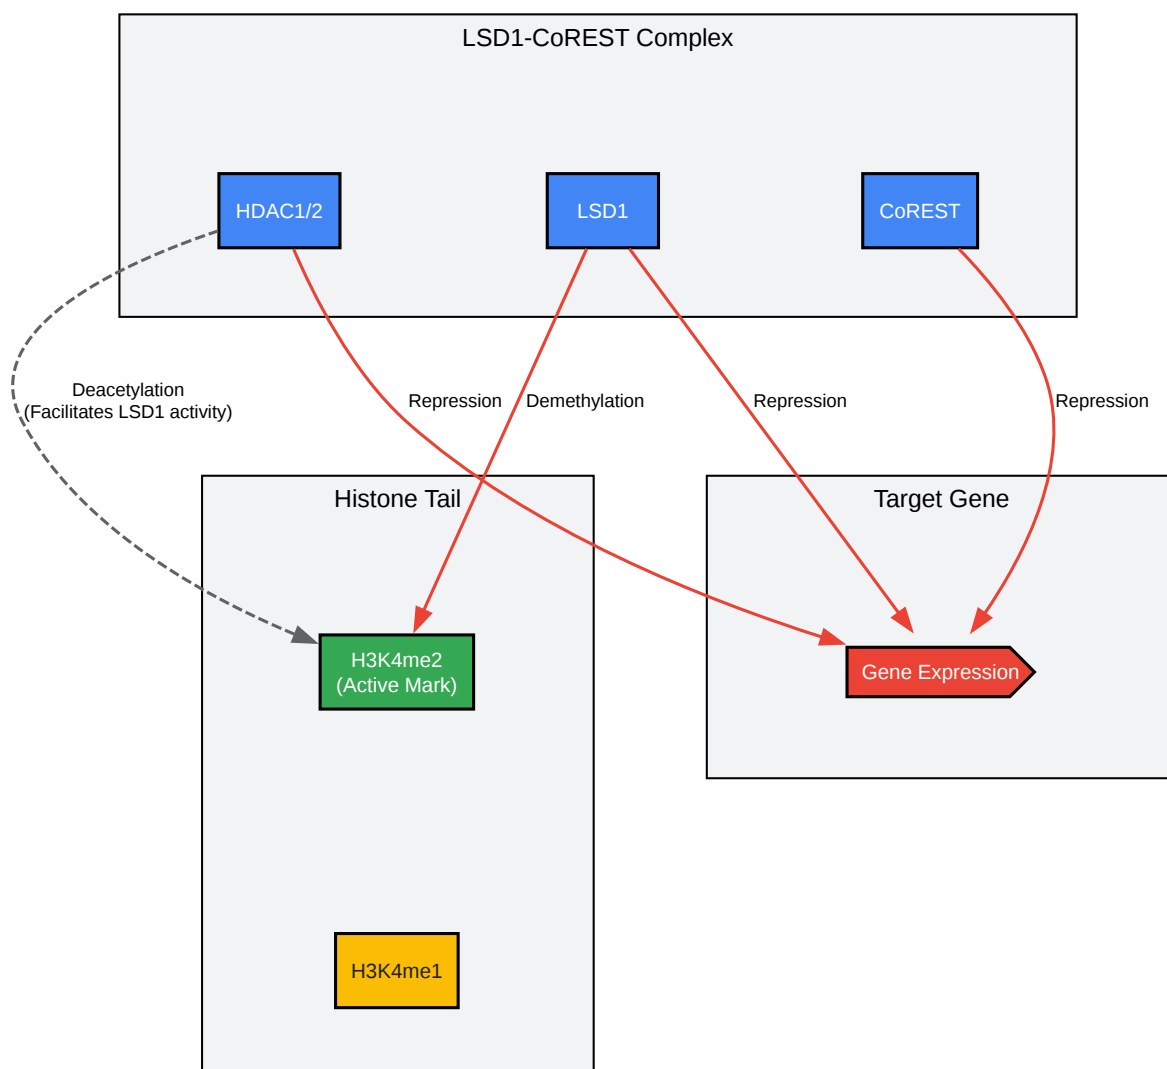 LSD1-CoREST Complex
HDAC1/2
LSD1
CoREST
Deacetylation
(Facilitates LSD1 activity)
Repression
Demethylation
Repression
Repression
Histone Tail
Target Gene
H3K4me2
(Active Mark)
Gene Expression
H3K4me1